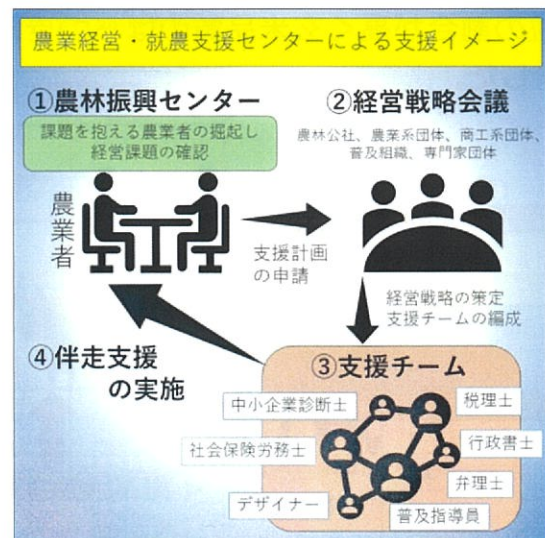 農業経営・就農支援センターによる支援イメージ
①農林振興センター
課題を抱える農業者の掘起し
経営課題の確認
農業者
支援計画
の申請
②経営戦略会議
農林公社、農業系団体、商工系団体、
普及組織、専門家団体
経営戦略の策定
支援チームの編成
③支援チーム
中小企業診断士
税理士
社会保険労務士
行政書士
弁理士
デザイナー
普及指導員
④伴走支援
の実施